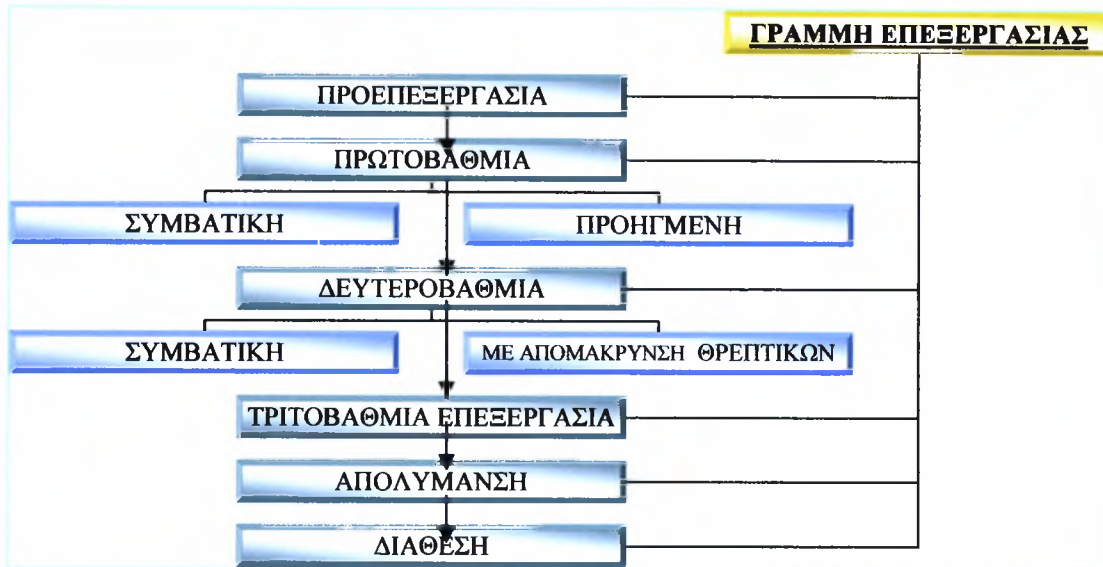 ΓΡΑΜΜΗ ΕΠΕΞΕΡΓΑΣΙΑΣ
ΠΡΟΕΠΕΞΕΡΓΑΣΙΑ
ΠΡΩΤΟΒΑΘΜΙΑ
ΣΥΜΒΑΤΙΚΗ
ΠΡΟΗΓΜΕΝΗ
ΔΕΥΤΕΡΟΒΑΘΜΙΑ
ΣΥΜΒΑΤΙΚΗ
ΜΕ ΑΠΟΜΑΚΡΥΝΣΗ ΘΡΕΠΤΙΚΩΝ
ΤΡΙΤΟΒΑΘΜΙΑ ΕΠΕΞΕΡΓΑΣΙΑ
ΑΠΟΛΥΜΑΝΣΗ
ΔΙΑΘΕΣΗ